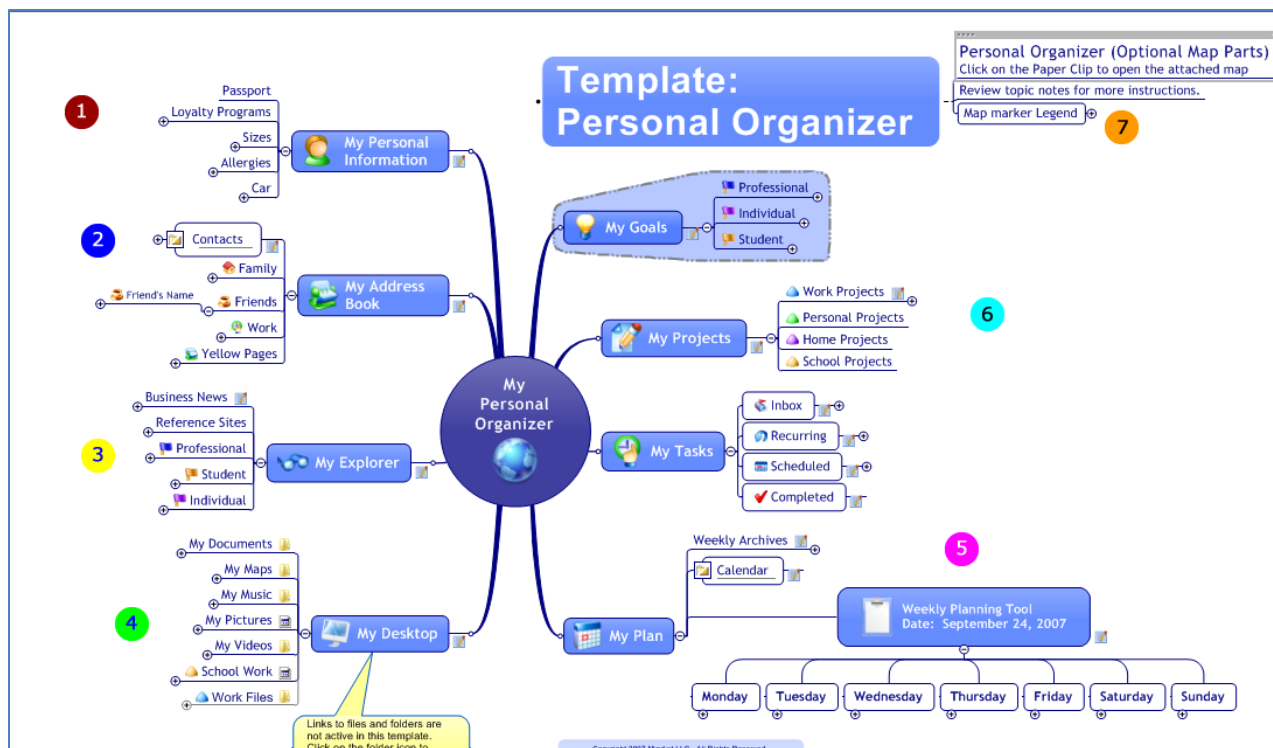 Template:
Personal Organizer
Personal Organizer (Optional Map Parts)
Click on the Paper Clip to open the attached map
Review topic notes for more instructions.
Map marker Legend
7
1
Passport
Loyalty Programs
Sizes
Allergies
Car
My Personal
Information
2
Contacts
Family
Friend's Name
Friends
Work
Yellow Pages
My Address
Book
3
Business News
Reference Sites
Professional
Student
Individual
My Explorer
4
My Documents
My Maps
My Music
My Pictures
My Videos
School Work
Work Files
My Desktop
Links to files and folders are
not active in this template.
Click on the folder icon to
My
Personal
Organizer
My Goals
Professional
Individual
Student
6
My Projects
Work Projects
Personal Projects
Home Projects
School Projects
My Tasks
Inbox
Recurring
Scheduled
Completed
5
My Plan
Weekly Archives
Calendar
Weekly Planning Tool
Date: September 24, 2007
Monday
Tuesday
Wednesday
Thursday
Friday
Saturday
Sunday